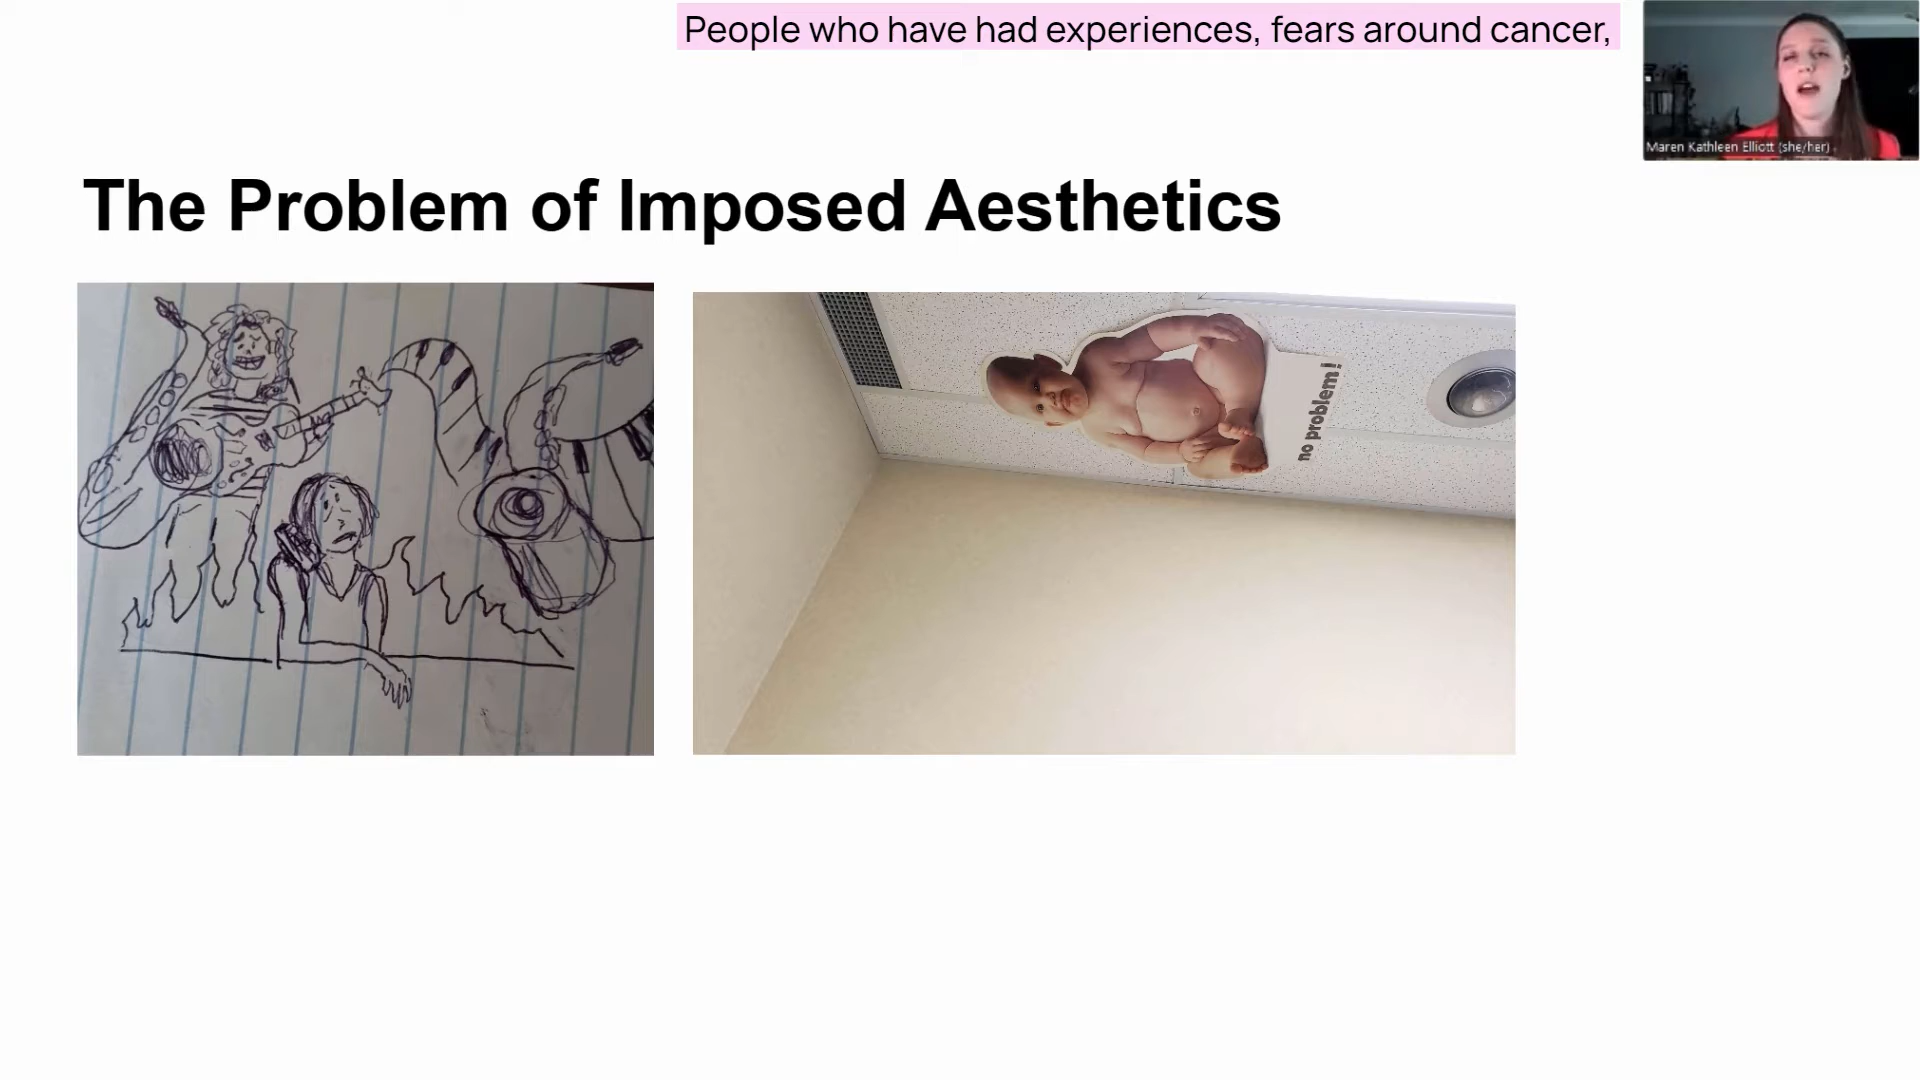 People who have had experiences, fears around cancer,
Maren Kathleen Elliott (she/her)
The Problem of Imposed Aesthetics
no problem!